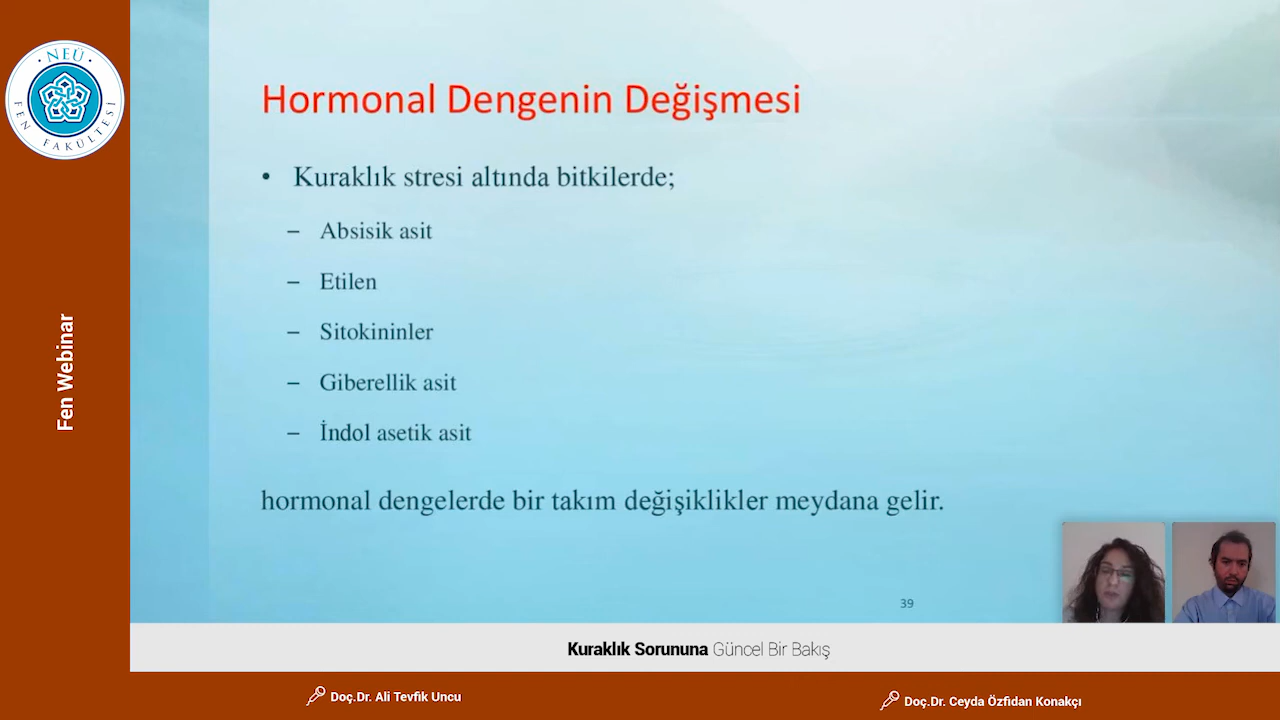 NEÜ
FEN FAKÜLTESİ
Fen Webinar
Hormonal Dengenin Değişmesi
• Kuraklık stresi altında bitkilerde;
– Absisik asit
– Etilen
– Sitokininler
– Giberellik asit
– İndol asetik asit
hormonal dengelerde bir takım değişiklikler meydana gelir.
39
Kuraklık Sorununa Güncel Bir Bakış
Doç.Dr. Ali Tevfik Uncu
Doç.Dr. Ceyda Özfidan Konakçı